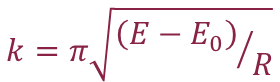 k = π√((E − E₀)/R)